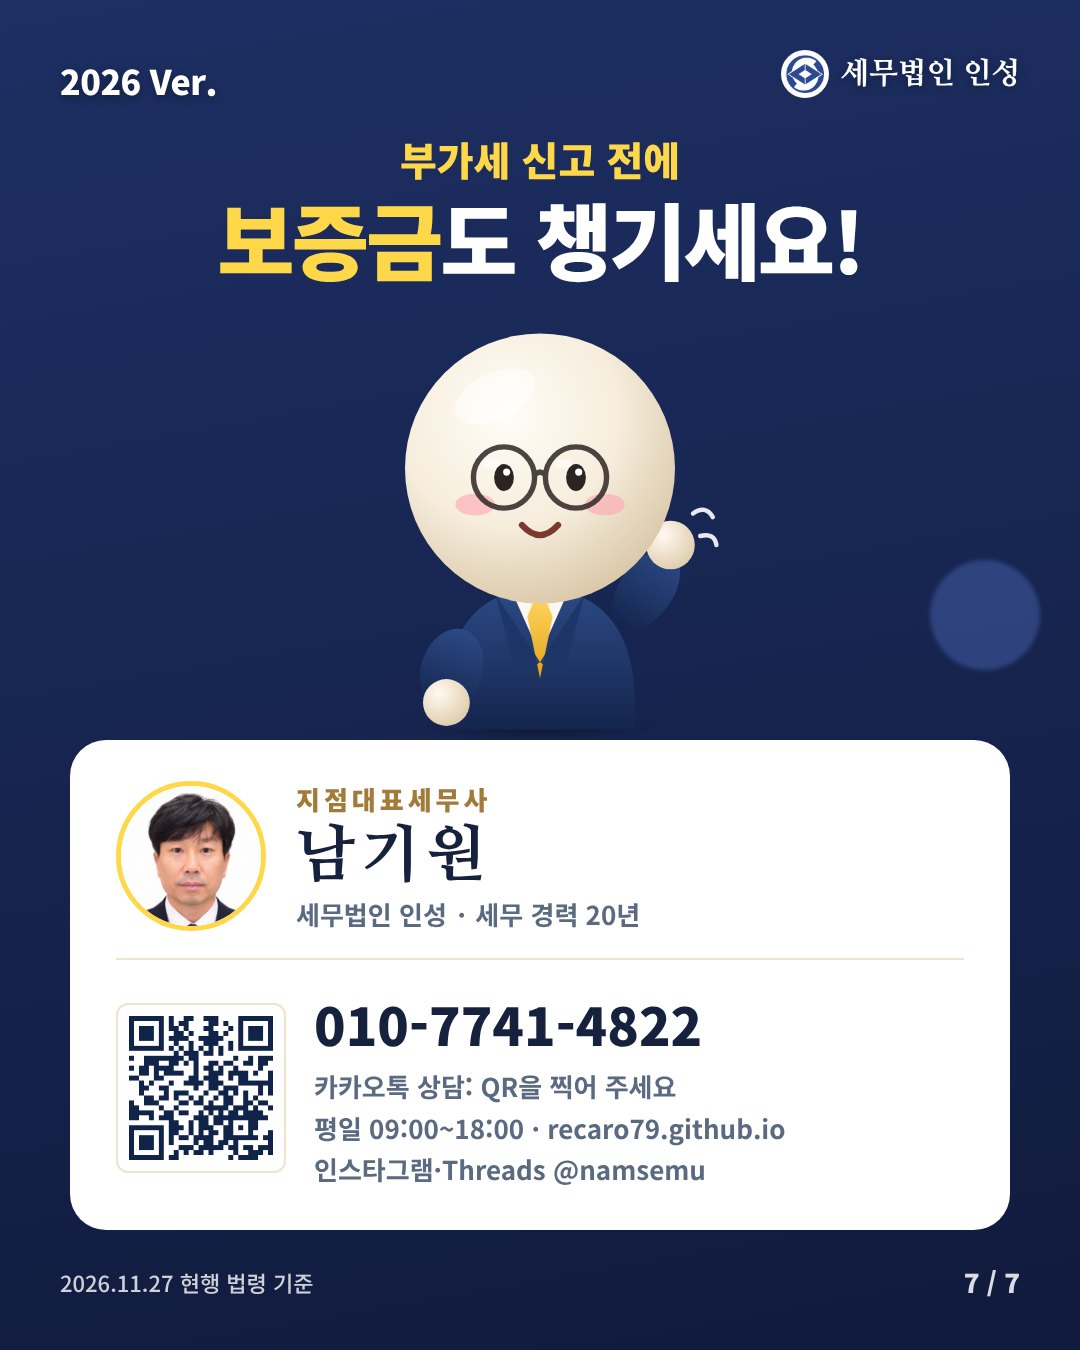 2026 Ver.
세무법인 인성
부가세 신고 전에
보증금도 챙기세요!
지점대표세무사
남기원
세무법인 인성 · 세무 경력 20년
010-7741-4822
카카오톡 상담: QR을 찍어 주세요
평일 09:00~18:00 · recaro79.github.io
인스타그램·Threads @namsemu
2026.11.27 현행 법령 기준
7 / 7